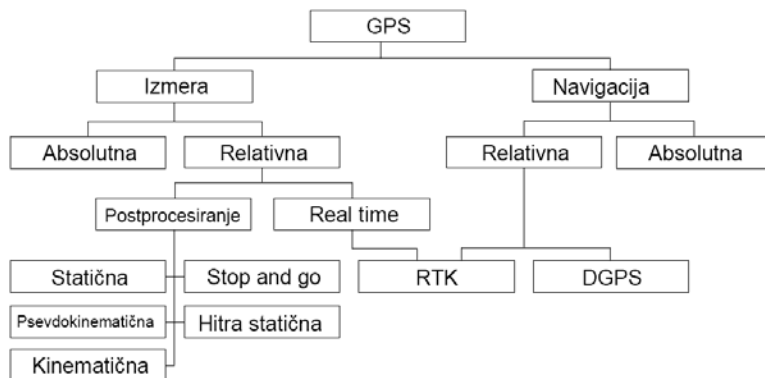 GPS
Izmera
Navigacija
Absolutna
Relativna
Relativna
Absolutna
Postprocesiranje
Real time
Statična
Stop and go
RTK
DGPS
Psevdokinematična
Hitra statična
Kinematična